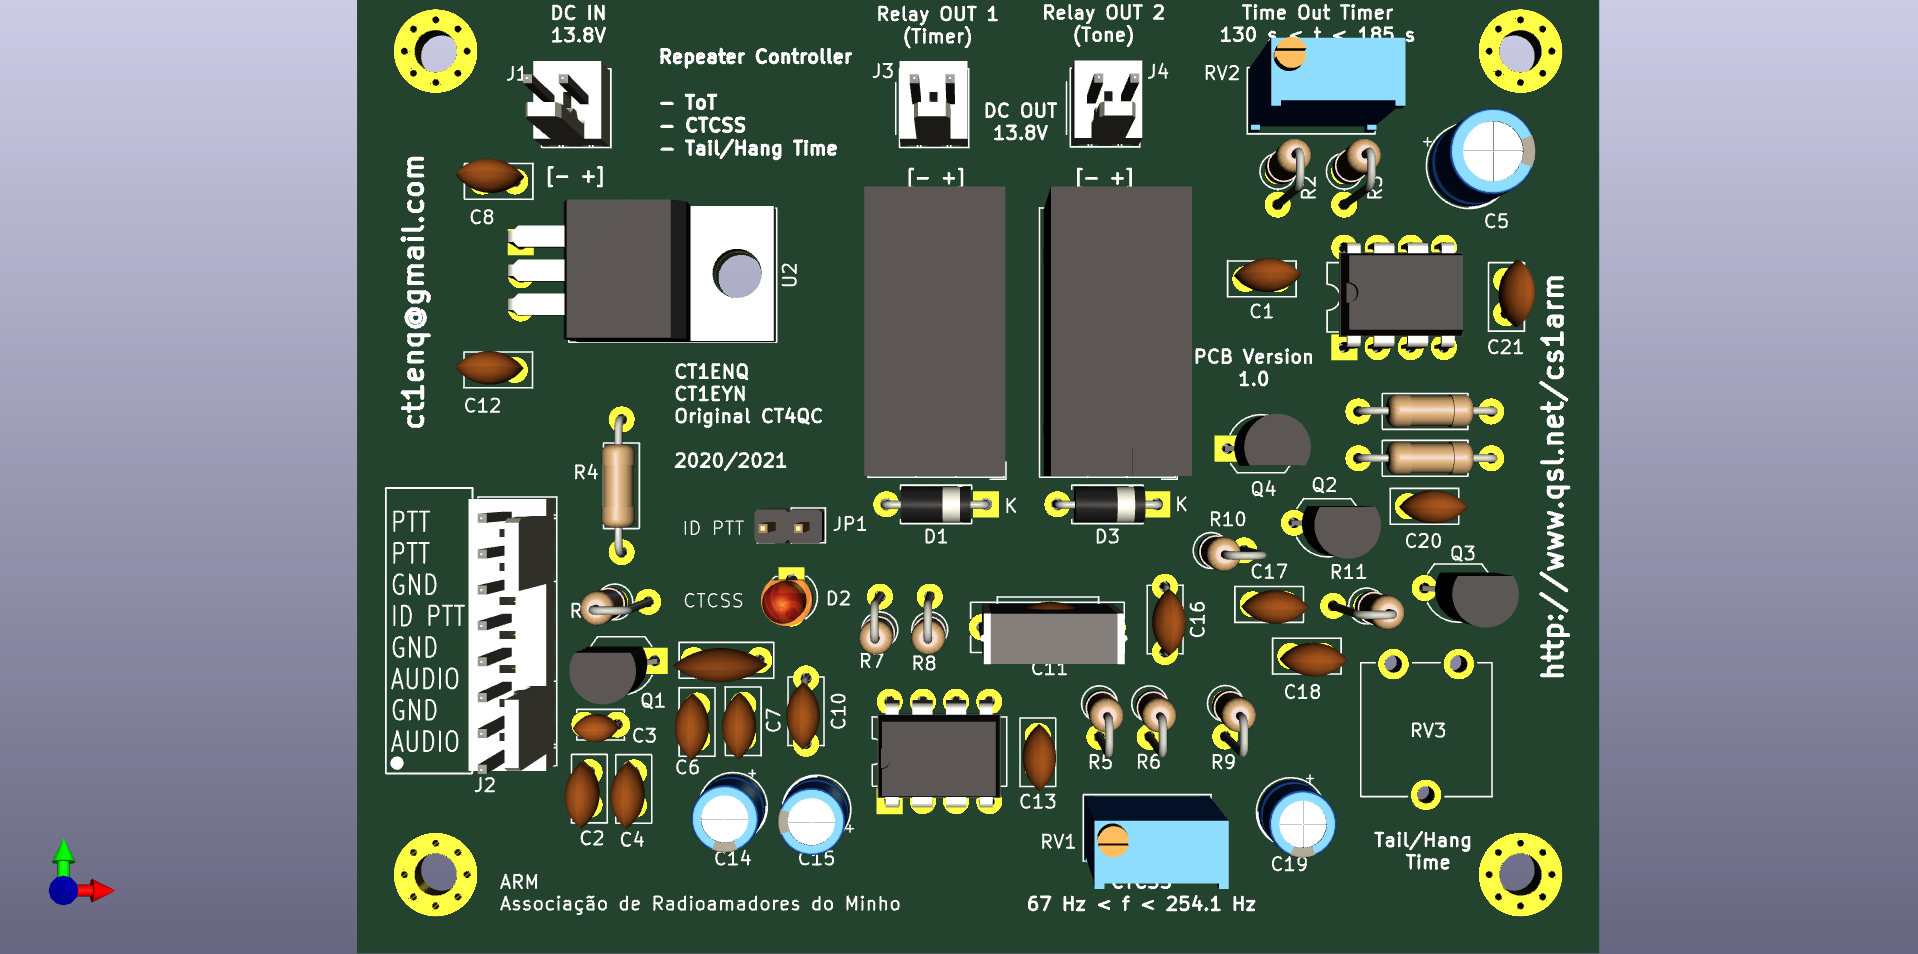 DC IN
13.8V
Relay OUT 1
(Timer)
Relay OUT 2
(Tone)
Time Out Timer
130 s < t < 185 s
Repeater Controller
- ToT
- CTCSS
- Tail/Hang Time
J1
J3
DC OUT
13.8V
J4
RV2
[- +]
[- +]
[- +]
C8
R2
R3
C5
ct1enq@gmail.com
U2
C1
C21
http://www.qsl.net/cs1arm
PCB Version
1.0
CT1ENQ
CT1EYN
Original CT4QC
2020/2021
C12
R4
Q4
Q2
K
K
D1
D3
ID PTT
JP1
R10
C20
Q3
C17
R11
PTT
PTT
GND
ID PTT
GND
AUDIO
GND
AUDIO
J2
R
CTCSS
D2
R7
R8
C11
C16
C18
Q1
C3
C6
C7
C10
RV3
C2
C4
C14
C15
C13
R5
R6
R9
RV1
C19
Tail/Hang
Time
CTCSS
67 Hz < f < 254.1 Hz
ARM
Associação de Radioamadores do Minho